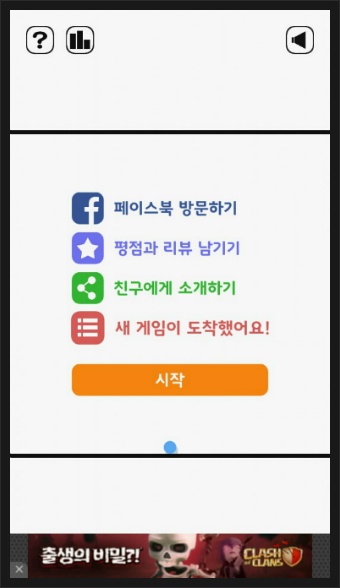 ?
f 페이스북 방문하기
평점과 리뷰 남기기
친구에게 소개하기
새 게임이 도착했어요!
시작
출생의 비밀?!
CLASH OF CLANS